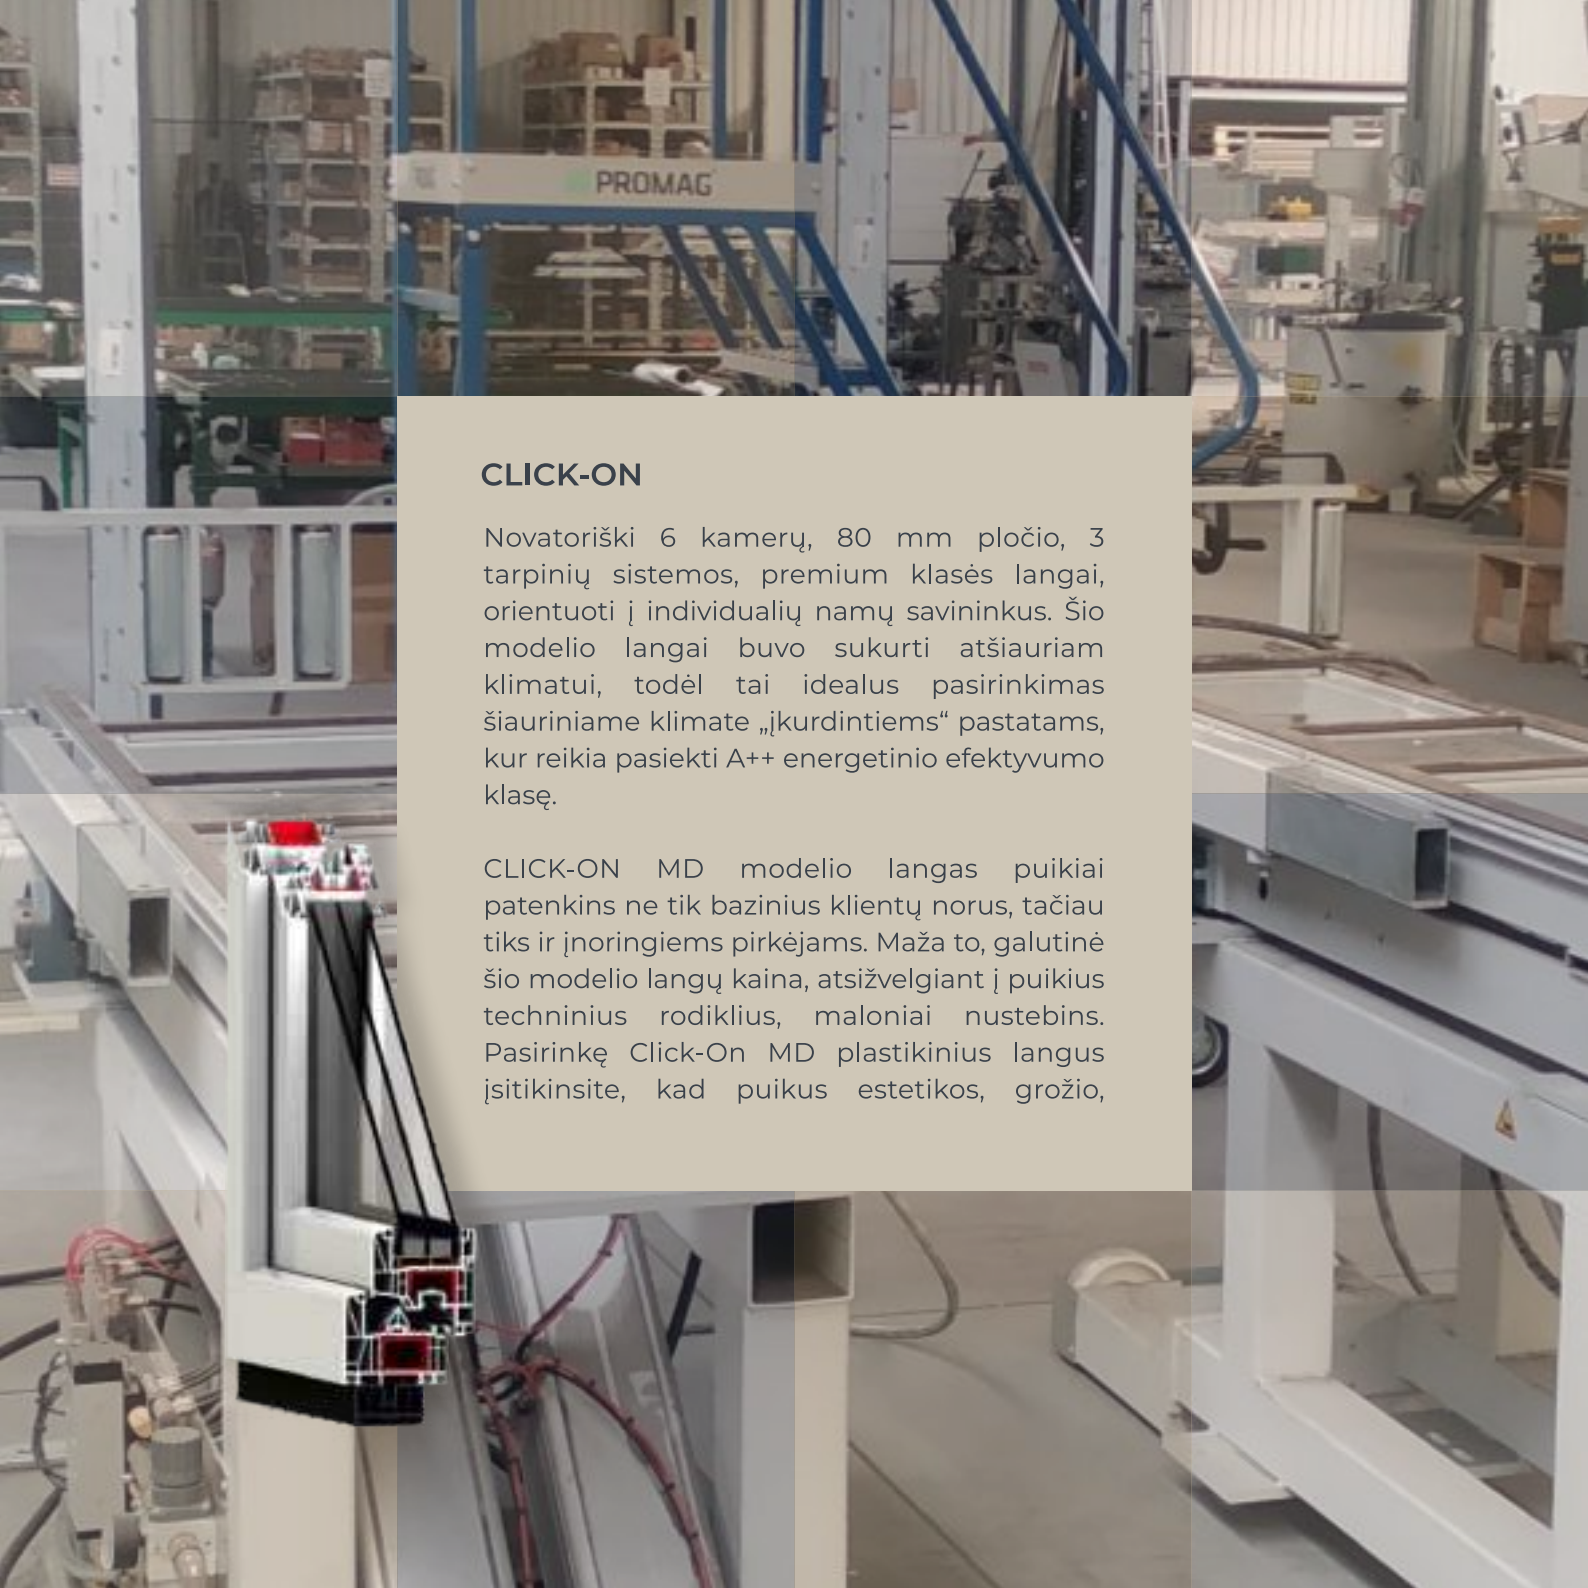 PROMAG
CLICK-ON
Novatoriški 6 kamerų, 80 mm pločio, 3
tarpinių sistemos, premium klasės langai,
orientuoti į individualių namų savininkus. Šio
modelio langai buvo sukurti atšiauriam
klimatui, todėl tai idealus pasirinkimas
šiauriniame klimate „įkurdintiems“ pastatams,
kur reikia pasiekti A++ energetinio efektyvumo
klasę.
CLICK-ON MD modelio langas puikiai
patenkins ne tik bazinius klientų norus, tačiau
tiks ir įnoringiems pirkėjams. Maža to, galutinė
šio modelio langų kaina, atsižvelgiant į puikius
techninius rodiklius, maloniai nustebins.
Pasirinkę Click-On MD plastikinius langus
įsitikinsite, kad puikus estetikos, grožio,